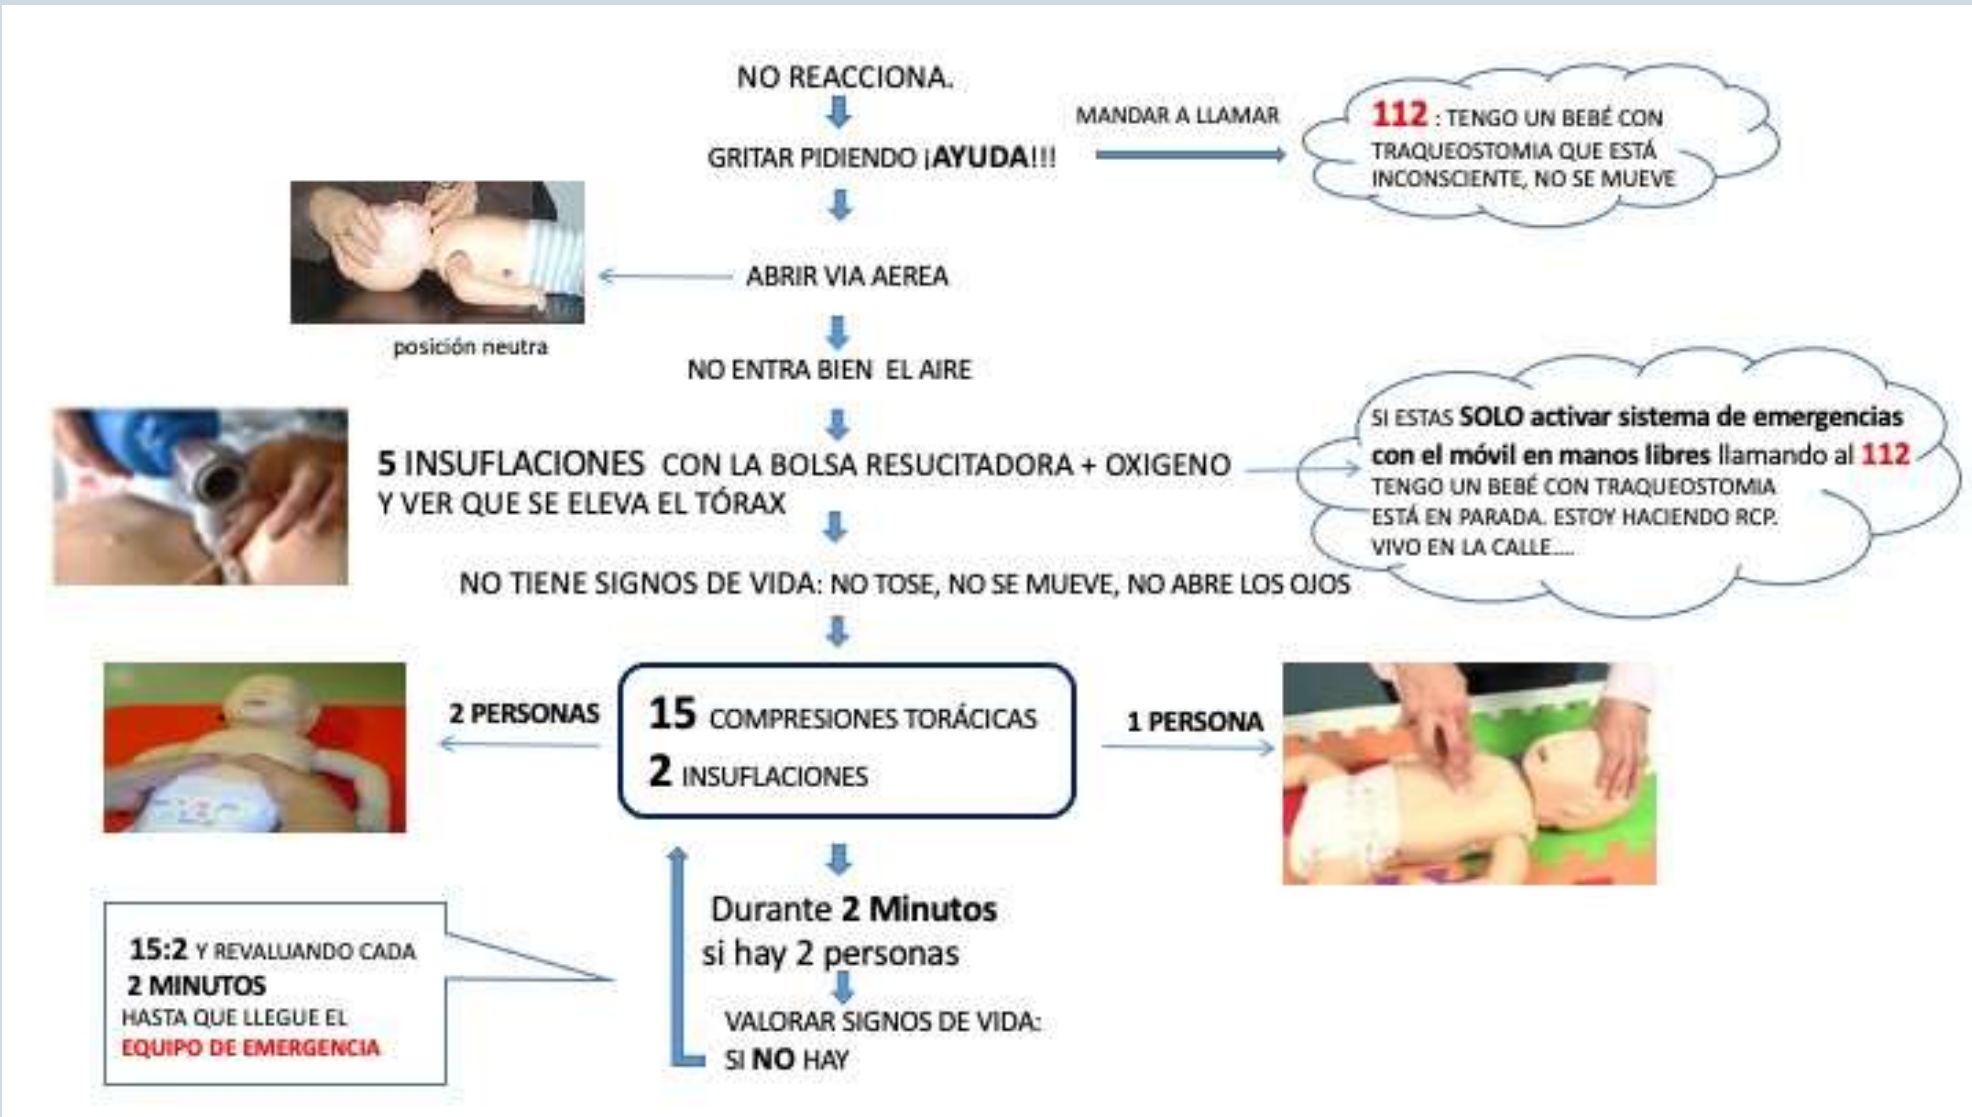 NO REACCIONA.
GRITAR PIDIENDO ¡AYUDA!!!
MANDAR A LLAMAR
112 : TENGO UN BEBÉ CON
TRAQUEOSTOMIA QUE ESTÁ
INCONSCIENTE, NO SE MUEVE
ABRIR VIA AEREA
posición neutra
NO ENTRA BIEN EL AIRE
5 INSUFLACIONES CON LA BOLSA RESUCITADORA + OXIGENO
Y VER QUE SE ELEVA EL TÓRAX
SI ESTAS SOLO activar sistema de emergencias
con el móvil en manos libres llamando al 112
TENGO UN BEBÉ CON TRAQUEOSTOMIA
ESTÁ EN PARADA. ESTOY HACIENDO RCP.
VIVO EN LA CALLE....
NO TIENE SIGNOS DE VIDA: NO TOSE, NO SE MUEVE, NO ABRE LOS OJOS
2 PERSONAS
15 COMPRESIONES TORÁCICAS
2 INSUFLACIONES
1 PERSONA
Durante 2 Minutos
si hay 2 personas
VALORAR SIGNOS DE VIDA:
SI NO HAY
15:2 Y REVALUANDO CADA
2 MINUTOS
HASTA QUE LLEGUE EL
EQUIPO DE EMERGENCIA